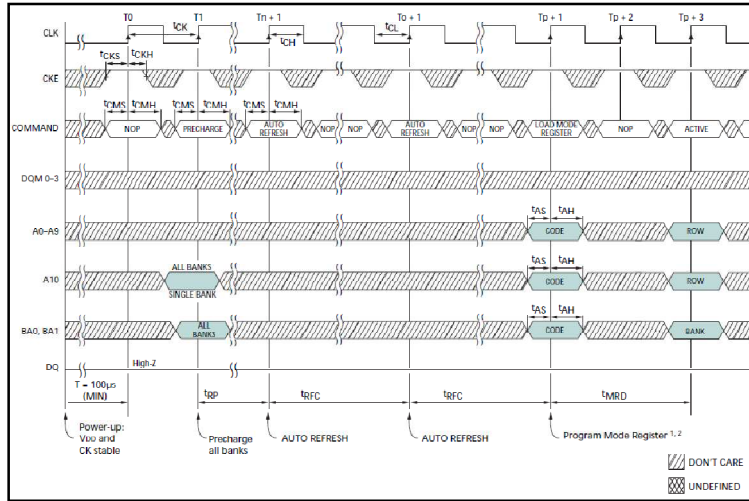 T0 T1 Tn + 1 To + 1 Tp + 1 Tp + 2 Tp + 3
CLK tCK tCH tCL
tCKS tCKH
CKE
tCMS tCMH tCMS tCMH tCMS tCMH
COMMAND NOP PRECHARGE AUTO REFRESH NOP NOP AUTO REFRESH NOP NOP LOAD MODE REGISTER NOP ACTIVE
DQM 0–3
tAS tAH
A0–A9 CODE ROW
ALL BANKS tAS tAH
A10 CODE ROW
SINGLE BANK
tAS tAH
BA0, BA1 ALL BANKS CODE BANK
DQ High-Z
T = 100µs
(MIN) tRP tRFC tRFC tMRD
Power-up:
VDD and
CK stable
Precharge
all banks
AUTO REFRESH
AUTO REFRESH
Program Mode Register 1, 2
DON'T CARE
UNDEFINED